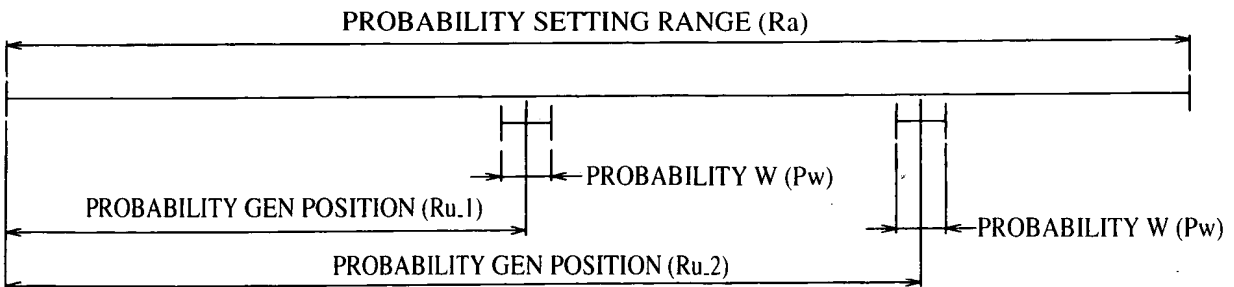 PROBABILITY SETTING RANGE (Ra)
PROBABILITY W (Pw)
PROBABILITY GEN POSITION (Ru_1)
PROBABILITY W (Pw)
PROBABILITY GEN POSITION (Ru_2)